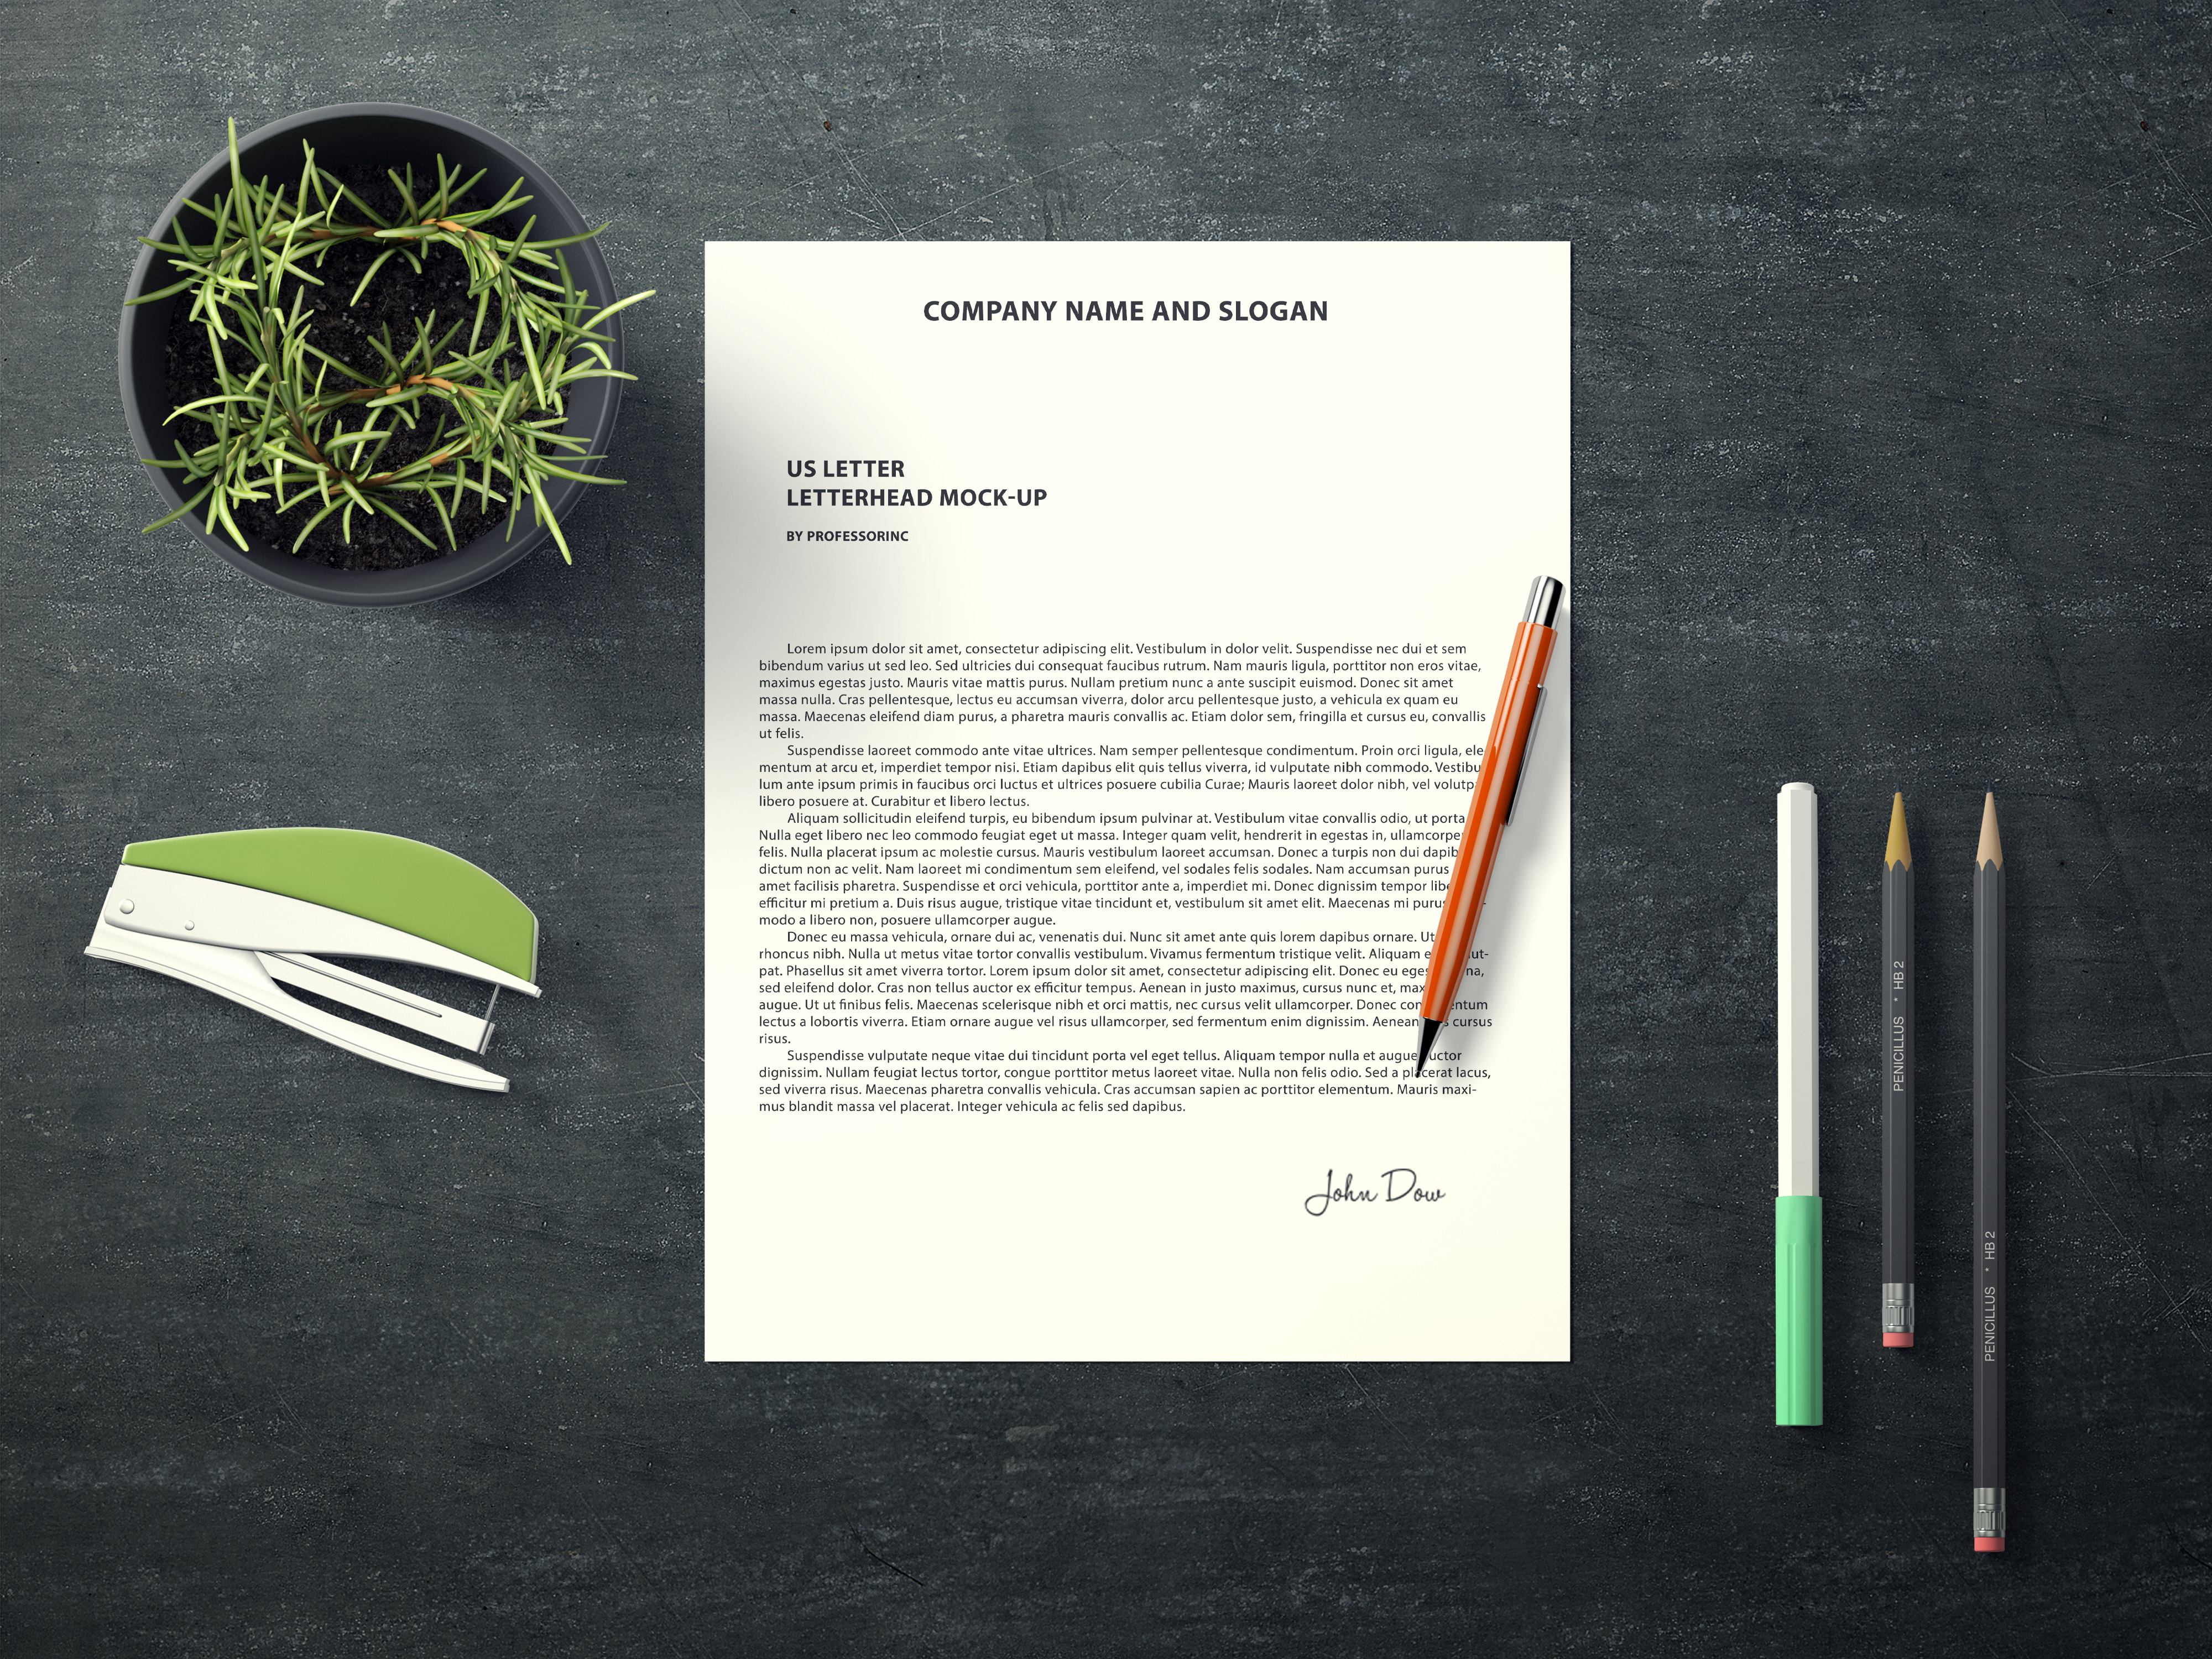 COMPANY NAME AND SLOGAN
US LETTER
LETTERHEAD MOCK-UP
BY PROFESSORINC
Lorem ipsum dolor sit amet, consectetur adipiscing elit. Vestibulum in dolor velit. Suspendisse nec dui et sem
bibendum varius ut sed leo. Sed ultricies dui consequat faucibus rutrum. Nam mauris ligula, porttitor non eros vitae,
maximus egestas justo. Mauris vitae mattis purus. Nullam pretium nunc a ante suscipit euismod. Donec sit amet
massa nulla. Cras pellentesque, lectus eu accumsan viverra, dolor arcu pellentesque justo, a vehicula ex quam eu
massa. Maecenas eleifend diam purus, a pharetra mauris convallis ac. Etiam dolor sem, fringilla et cursus eu, convallis
ut felis.
Suspendisse laoreet commodo ante vitae ultrices. Nam semper pellentesque condimentum. Proin orci ligula, ele-
mentum at arcu et, imperdiet tempor nisi. Etiam dapibus elit quis tellus viverra, id vulputate nibh commodo. Vestibu
lum ante ipsum primis in faucibus orci luctus et ultrices posuere cubilia Curae; Mauris laoreet dolor nibh, vel volutp
libero posuere at. Curabitur et libero lectus.
Aliquam sollicitudin eleifend turpis, eu bibendum ipsum pulvinar at. Vestibulum vitae convallis odio, ut porta
Nulla eget libero nec leo commodo feugiat eget ut massa. Integer quam velit, hendrerit in egestas in, ullamcorpe
felis. Nulla placerat ipsum ac molestie cursus. Mauris vestibulum laoreet accumsan. Donec a turpis non dui dapib
dictum non ac velit. Nam laoreet mi condimentum sem eleifend, vel sodales felis sodales. Nam accumsan purus
amet facilisis pharetra. Suspendisse et orci vehicula, porttitor ante a, imperdiet mi. Donec dignissim tempor libe
efficitur mi pretium a. Duis risus augue, tristique vitae tincidunt et, vestibulum sit amet elit. Maecenas mi purus
modo a libero non, posuere ullamcorper augue.
Donec eu massa vehicula, ornare dui ac, venenatis dui. Nunc sit amet ante quis lorem dapibus ornare. Ut
rhoncus nibh. Nulla ut metus vitae tortor convallis vestibulum. Vivamus fermentum tristique velit. Aliquam e ut-
pat. Phasellus sit amet viverra tortor. Lorem ipsum dolor sit amet, consectetur adipiscing elit. Donec eu eges na,
sed eleifend dolor. Cras non tellus auctor ex efficitur tempus. Aenean in justo maximus, cursus nunc et, max
augue. Ut ut finibus felis. Maecenas scelerisque nibh et orci mattis, nec cursus velit ullamcorper. Donec con entum
lectus a lobortis viverra. Etiam ornare augue vel risus ullamcorper, sed fermentum enim dignissim. Aenean s cursus
risus.
Suspendisse vulputate neque vitae dui tincidunt porta vel eget tellus. Aliquam tempor nulla et augue auctor
dignissim. Nullam feugiat lectus tortor, congue porttitor metus laoreet vitae. Nulla non felis odio. Sed a placerat lacus,
sed viverra risus. Maecenas pharetra convallis vehicula. Cras accumsan sapien ac porttitor elementum. Mauris maxi-
mus blandit massa vel placerat. Integer vehicula ac felis sed dapibus.
John Dow
PENICILLUS * HB 2
PENICILLUS * HB 2